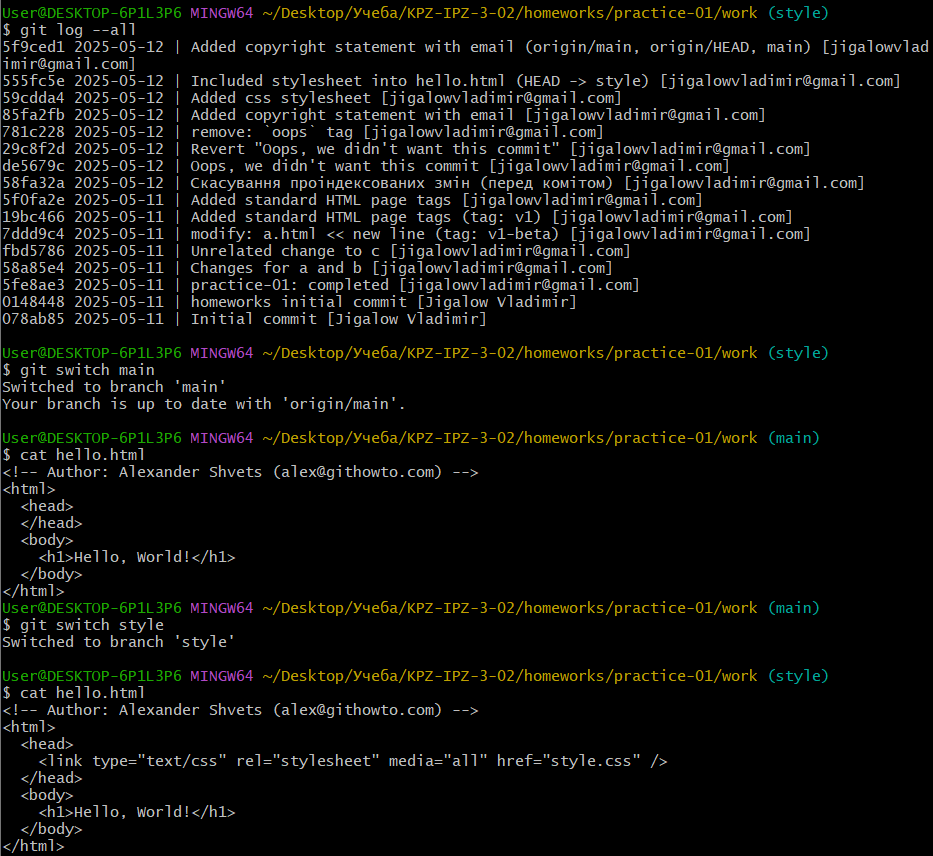 User@DESKTOP-6P1L3P6 MINGW64 ~/Desktop/Учеба/KPZ-IPZ-3-02/homeworks/practice-01/work (style)
$ git log --all
5f9ced1 2025-05-12 | Added copyright statement with email (origin/main, origin/HEAD, main) [jigalowvlad
imir@gmail.com]
555fc5e 2025-05-12 | Included stylesheet into hello.html (HEAD -> style) [jigalowvladimir@gmail.com]
59cdda4 2025-05-12 | Added css stylesheet [jigalowvladimir@gmail.com]
85fa2fb 2025-05-12 | Added copyright statement with email [jigalowvladimir@gmail.com]
781c228 2025-05-12 | remove: `oops` tag [jigalowvladimir@gmail.com]
29c8f2d 2025-05-12 | Revert "Oops, we didn't want this commit" [jigalowvladimir@gmail.com]
de5679c 2025-05-12 | Oops, we didn't want this commit [jigalowvladimir@gmail.com]
58fa32a 2025-05-12 | Скасування проіндексованих змін (перед комітом) [jigalowvladimir@gmail.com]
5f0fa2e 2025-05-11 | Added standard HTML page tags [jigalowvladimir@gmail.com]
19bc466 2025-05-11 | Added standard HTML page tags (tag: v1) [jigalowvladimir@gmail.com]
7ddd9c4 2025-05-11 | modify: a.html << new line (tag: v1-beta) [jigalowvladimir@gmail.com]
fbd5786 2025-05-11 | Unrelated change to c [jigalowvladimir@gmail.com]
58a85e4 2025-05-11 | Changes for a and b [jigalowvladimir@gmail.com]
5fe8ae3 2025-05-11 | practice-01: completed [jigalowvladimir@gmail.com]
0148448 2025-05-11 | homeworks initial commit [Jigalow Vladimir]
078ab85 2025-05-11 | Initial commit [Jigalow Vladimir]
User@DESKTOP-6P1L3P6 MINGW64 ~/Desktop/Учеба/KPZ-IPZ-3-02/homeworks/practice-01/work (style)
$ git switch main
Switched to branch 'main'
Your branch is up to date with 'origin/main'.
User@DESKTOP-6P1L3P6 MINGW64 ~/Desktop/Учеба/KPZ-IPZ-3-02/homeworks/practice-01/work (main)
$ cat hello.html
<!-- Author: Alexander Shvets (alex@githowto.com) -->
<html>
  <head>
  </head>
  <body>
    <h1>Hello, World!</h1>
  </body>
</html>
User@DESKTOP-6P1L3P6 MINGW64 ~/Desktop/Учеба/KPZ-IPZ-3-02/homeworks/practice-01/work (main)
$ git switch style
Switched to branch 'style'
User@DESKTOP-6P1L3P6 MINGW64 ~/Desktop/Учеба/KPZ-IPZ-3-02/homeworks/practice-01/work (style)
$ cat hello.html
<!-- Author: Alexander Shvets (alex@githowto.com) -->
<html>
  <head>
    <link type="text/css" rel="stylesheet" media="all" href="style.css" />
  </head>
  <body>
    <h1>Hello, World!</h1>
  </body>
</html>